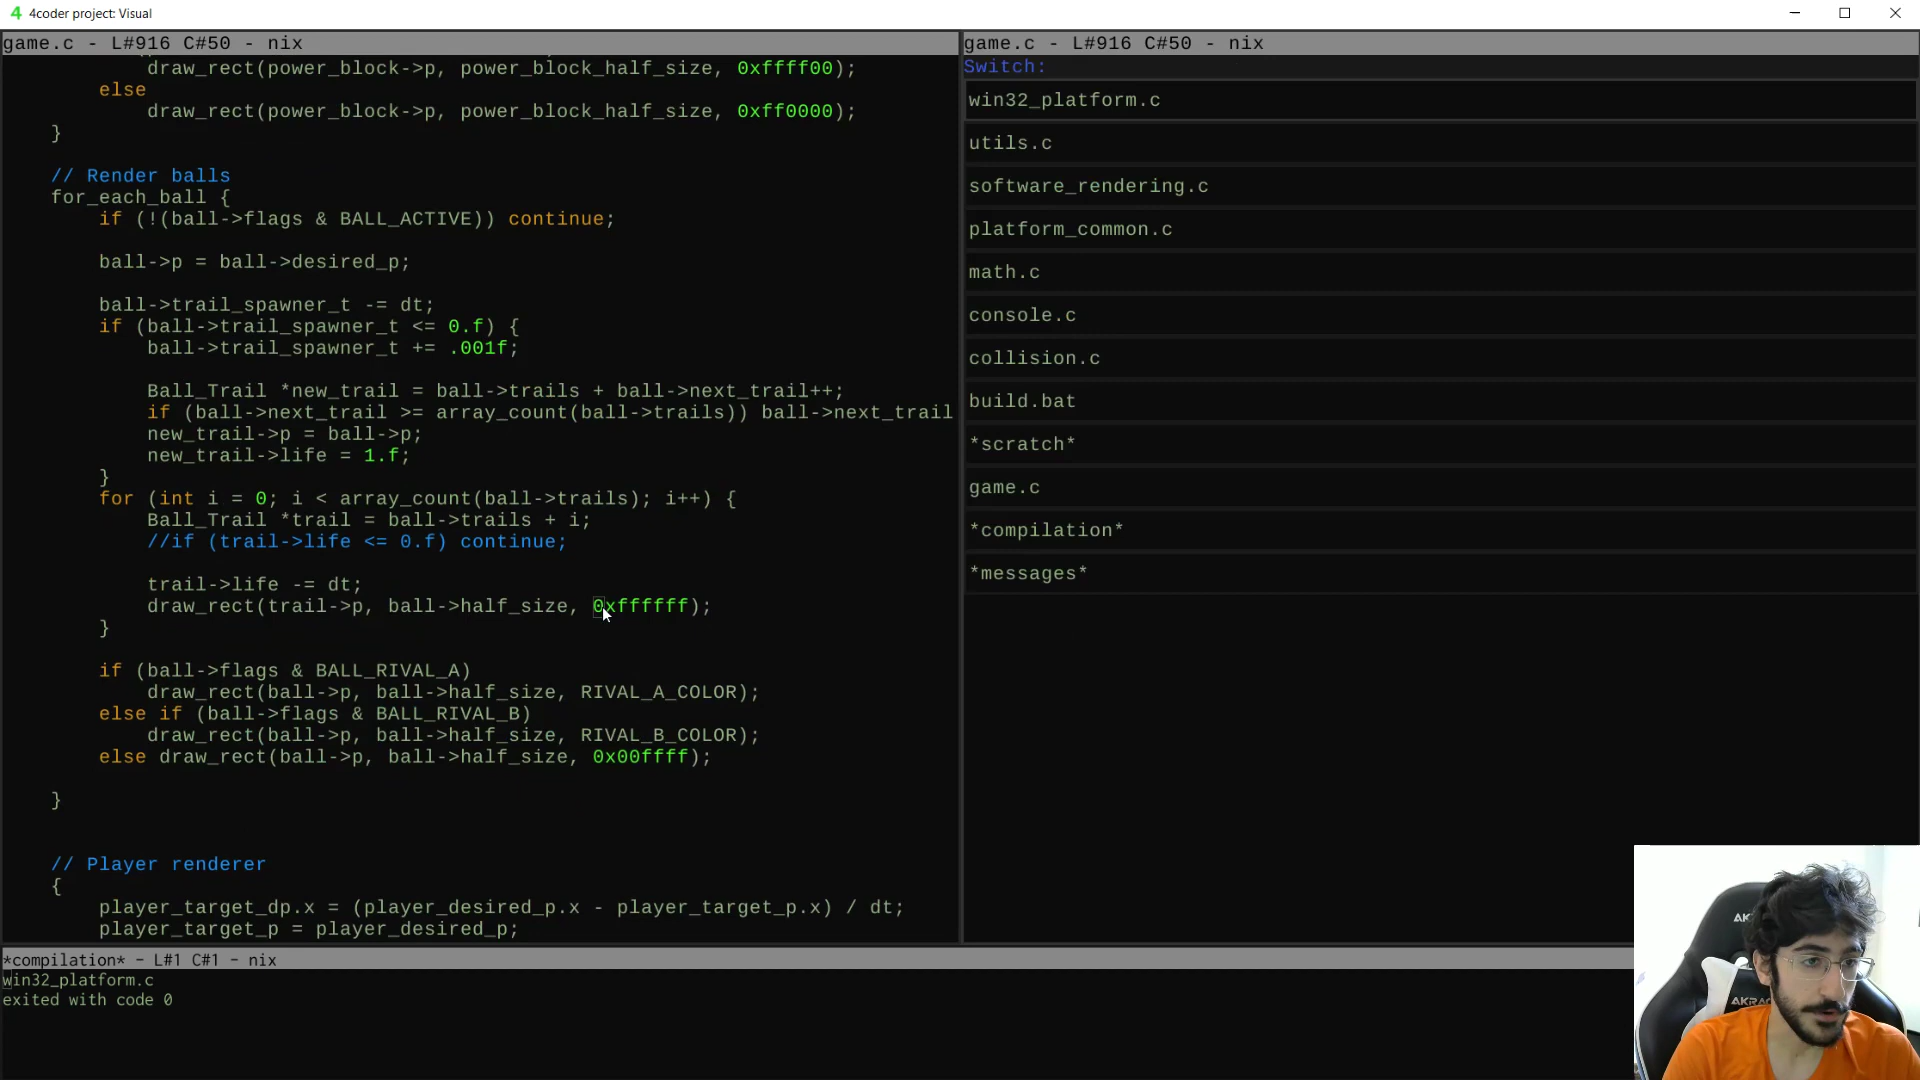 4coder project: Visual
game.c - L#916 C#50 - nix
draw_rect(power_block->p, power_block_half_size, 0xffff00);
else
draw_rect(power_block->p, power_block_half_size, 0xff0000);
}
// Render balls
for_each_ball {
if (!(ball->flags & BALL_ACTIVE)) continue;
ball->p = ball->desired_p;
ball->trail_spawner_t -= dt;
if (ball->trail_spawner_t <= 0.f) {
ball->trail_spawner_t += .001f;
Ball_Trail *new_trail = ball->trails + ball->next_trail++;
if (ball->next_trail >= array_count(ball->trails)) ball->next_trail
new_trail->p = ball->p;
new_trail->life = 1.f;
}
for (int i = 0; i < array_count(ball->trails); i++) {
Ball_Trail *trail = ball->trails + i;
//if (trail->life <= 0.f) continue;
trail->life -= dt;
draw_rect(trail->p, ball->half_size, 0xffffff);
}
if (ball->flags & BALL_RIVAL_A)
draw_rect(ball->p, ball->half_size, RIVAL_A_COLOR);
else if (ball->flags & BALL_RIVAL_B)
draw_rect(ball->p, ball->half_size, RIVAL_B_COLOR);
else draw_rect(ball->p, ball->half_size, 0x00ffff);
}
// Player renderer
{
player_target_dp.x = (player_desired_p.x - player_target_p.x) / dt;
player_target_p = player_desired_p;
game.c - L#916 C#50 - nix
Switch:
win32_platform.c
utils.c
software_rendering.c
platform_common.c
math.c
console.c
collision.c
build.bat
*scratch*
game.c
*compilation*
*messages*
*compilation* - L#1 C#1 - nix
win32_platform.c
exited with code 0